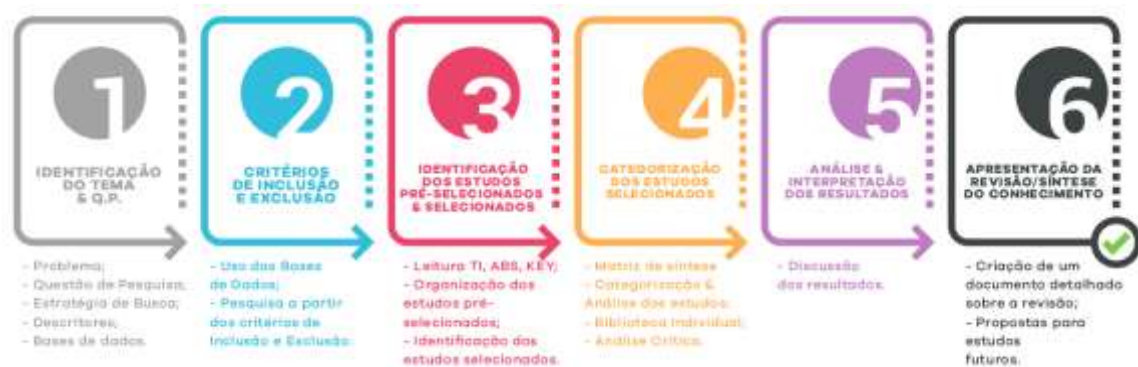 1
IDENTIFICAÇÃO
DO TEMA
& Q.P.
- Problema;
- Questão de Pesquisa;
- Estratégia de Busca;
- Descritores;
- Bases de dados.
2
CRITÉRIOS
DE INCLUSÃO
E EXCLUSÃO
- Uso das Bases
de Dados;
- Pesquisa a partir
dos critérios de
Inclusão e Exclusão.
3
IDENTIFICAÇÃO
DOS ESTUDOS
PRÉ-SELECIONADOS
& SELECIONADOS
- Leitura TI, ABS, KEY;
- Organização dos
estudos pré-
selecionados;
- Identificação dos
estudos selecionados.
4
CATEGORIZAÇÃO
DOS ESTUDOS
SELECIONADOS
- Matriz de síntese
- Categorização &
Análise dos estudos;
- Biblioteca Individual;
- Análise Crítica.
5
ANÁLISE &
INTERPRETAÇÃO
DOS RESULTADOS
- Discussão
dos resultados.
6
APRESENTAÇÃO DA
REVISÃO/SÍNTESE
DO CONHECIMENTO
- Criação de um
documento detalhado
sobre a revisão;
- Propostas para
estudos
futuros.